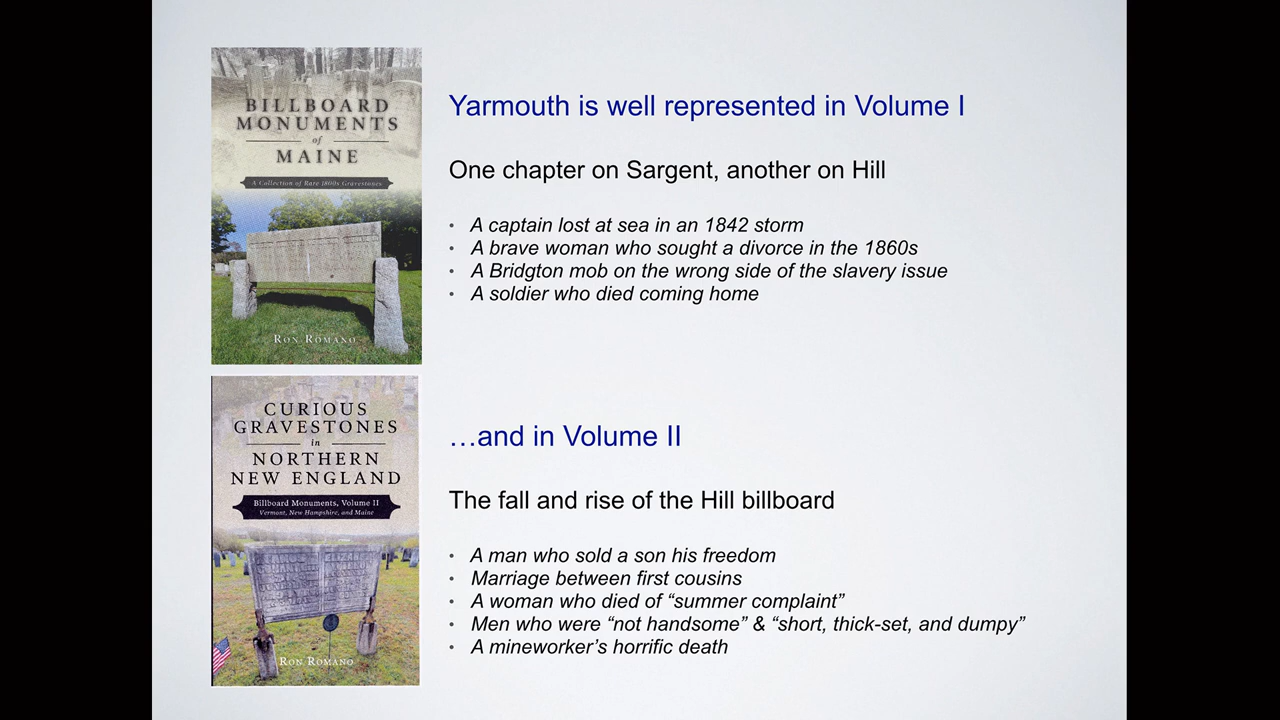 BILLBOARD
MONUMENTS
of
MAINE
A Collection of Rare 1800s Gravestones
RON ROMANO
Yarmouth is well represented in Volume I
One chapter on Sargent, another on Hill
• A captain lost at sea in an 1842 storm
• A brave woman who sought a divorce in the 1860s
• A Bridgton mob on the wrong side of the slavery issue
• A soldier who died coming home
CURIOUS
GRAVESTONES
in
NORTHERN
NEW ENGLAND
Billboard Monuments, Volume II
Vermont, New Hampshire, and Maine
RON ROMANO
…and in Volume II
The fall and rise of the Hill billboard
• A man who sold a son his freedom
• Marriage between first cousins
• A woman who died of “summer complaint”
• Men who were “not handsome” & “short, thick-set, and dumpy”
• A mineworker’s horrific death